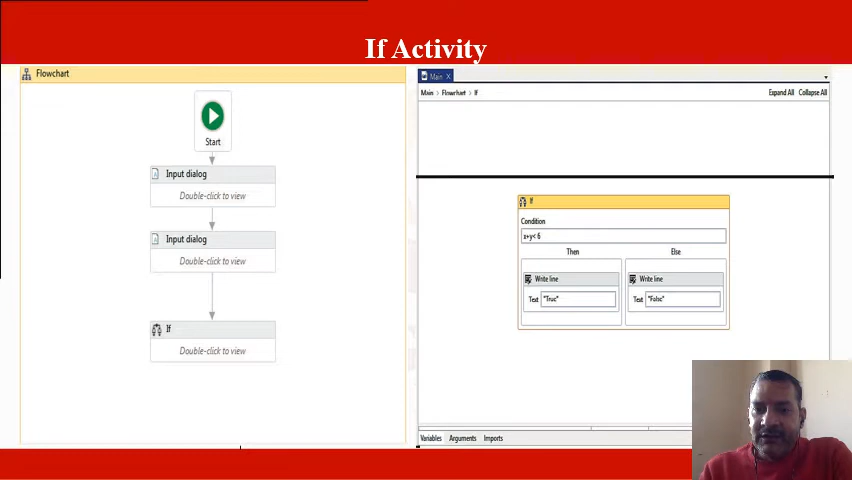 If Activity
Flowchart
Start
Input dialog
Double-click to view
Input dialog
Double-click to view
If
Double-click to view
Main X
Main > Flowchart > If
Expand All Collapse All
If
Condition
x+y< 6
Then Else
Write line Write line
Text "True" Text "False"
Variables Arguments Imports